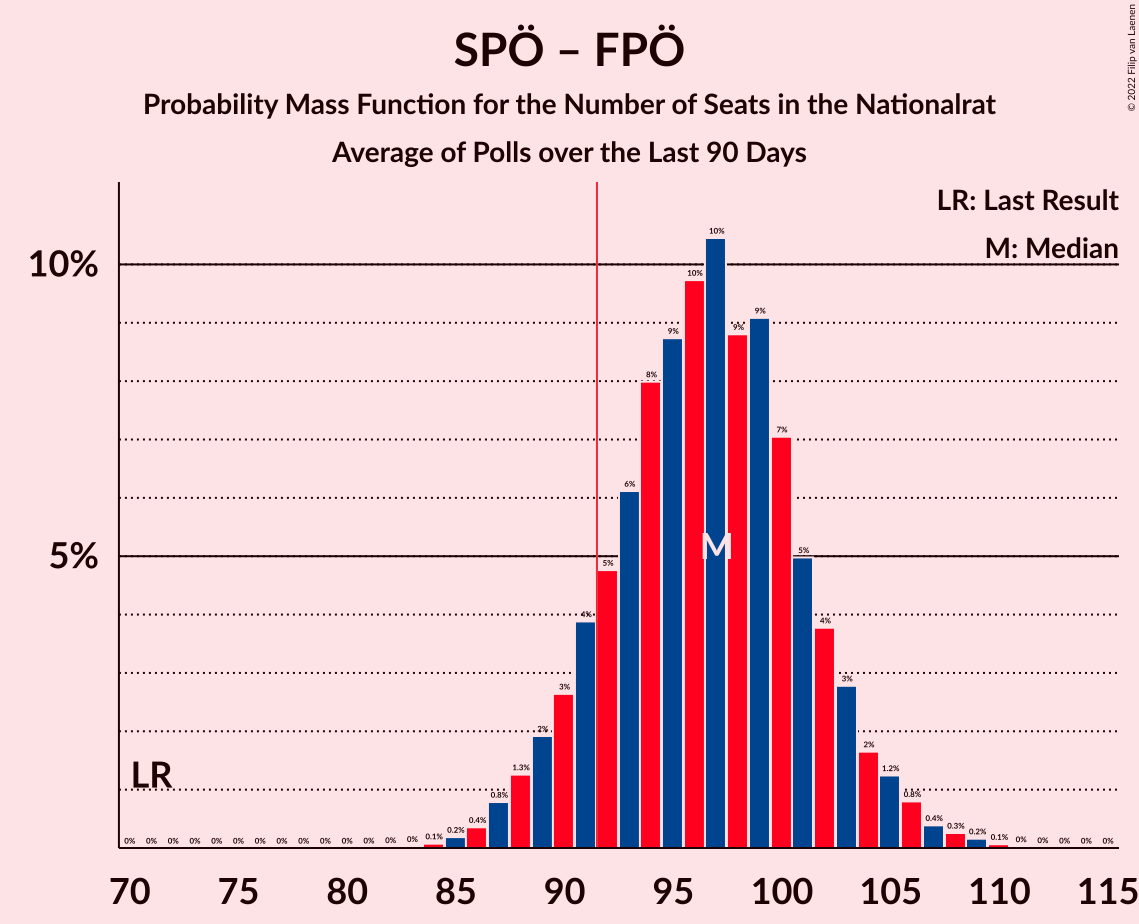 SPÖ – FPÖ
Probability Mass Function for the Number of Seats in the Nationalrat
Average of Polls over the Last 90 Days
© 2022 Filip van Laenen
LR: Last Result
M: Median
10%
5%
LR
M
0% 0% 0% 0% 0% 0% 0% 0% 0% 0% 0% 0% 0% 0% 0.1% 0.2% 0.4% 0.8% 1.3% 2% 3% 4% 5% 6% 8% 9% 10% 10% 9% 9% 7% 5% 4% 3% 2% 1.2% 0.8% 0.4% 0.3% 0.2% 0.1% 0% 0% 0% 0% 0%
70 75 80 85 90 95 100 105 110 115